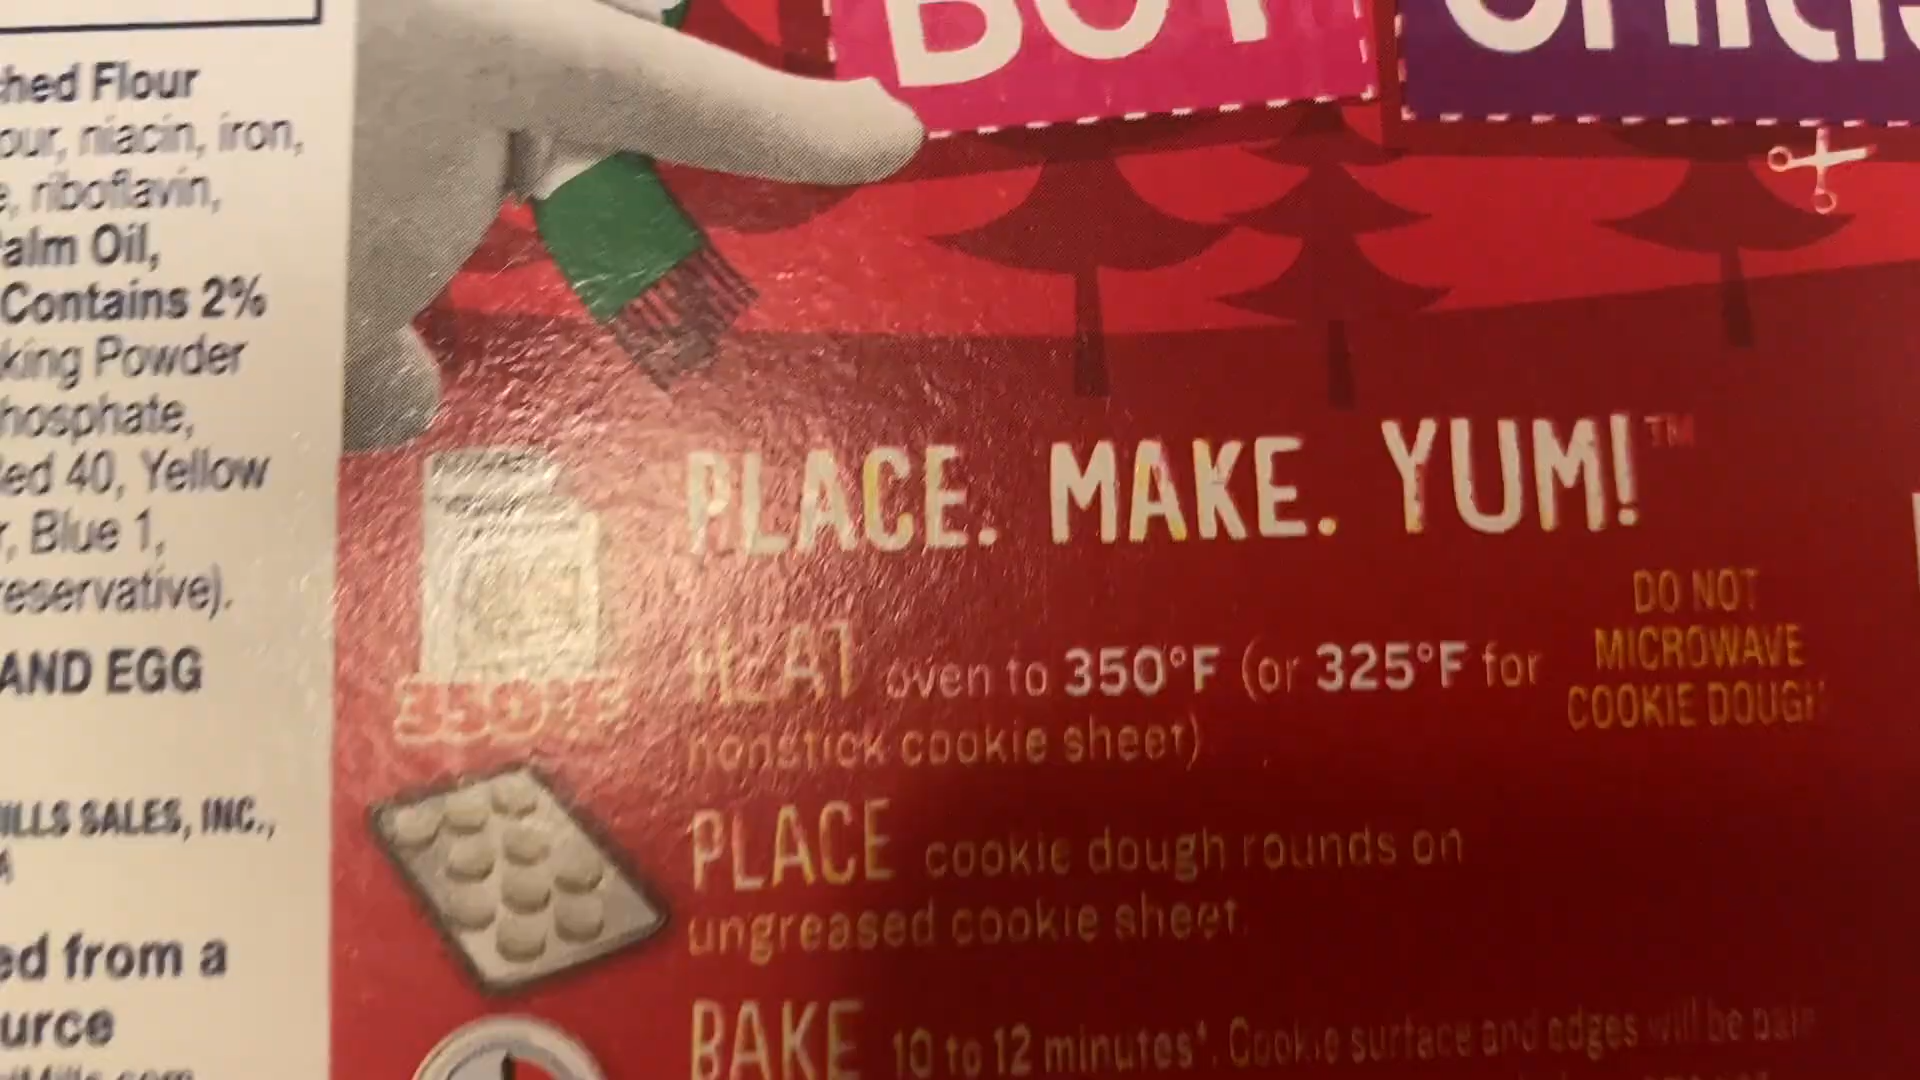 ched Flour
our, niacin, iron,
e, riboflavin,
alm Oil,
Contains 2%
king Powder
hosphate,
ed 40, Yellow
r, Blue 1,
reservative).
AND EGG
ILLS SALES, INC.,
A
ed from a
urce
PLACE. MAKE. YUM!™
DO NOT
MICROWAVE
COOKIE DOUGH
350°F
HEAT oven to 350°F (or 325°F for
nonstick cookie sheet)
PLACE cookie dough rounds on
ungreased cookie sheet.
BAKE 10 to 12 minutes*. Cookie surface and edges will be pale